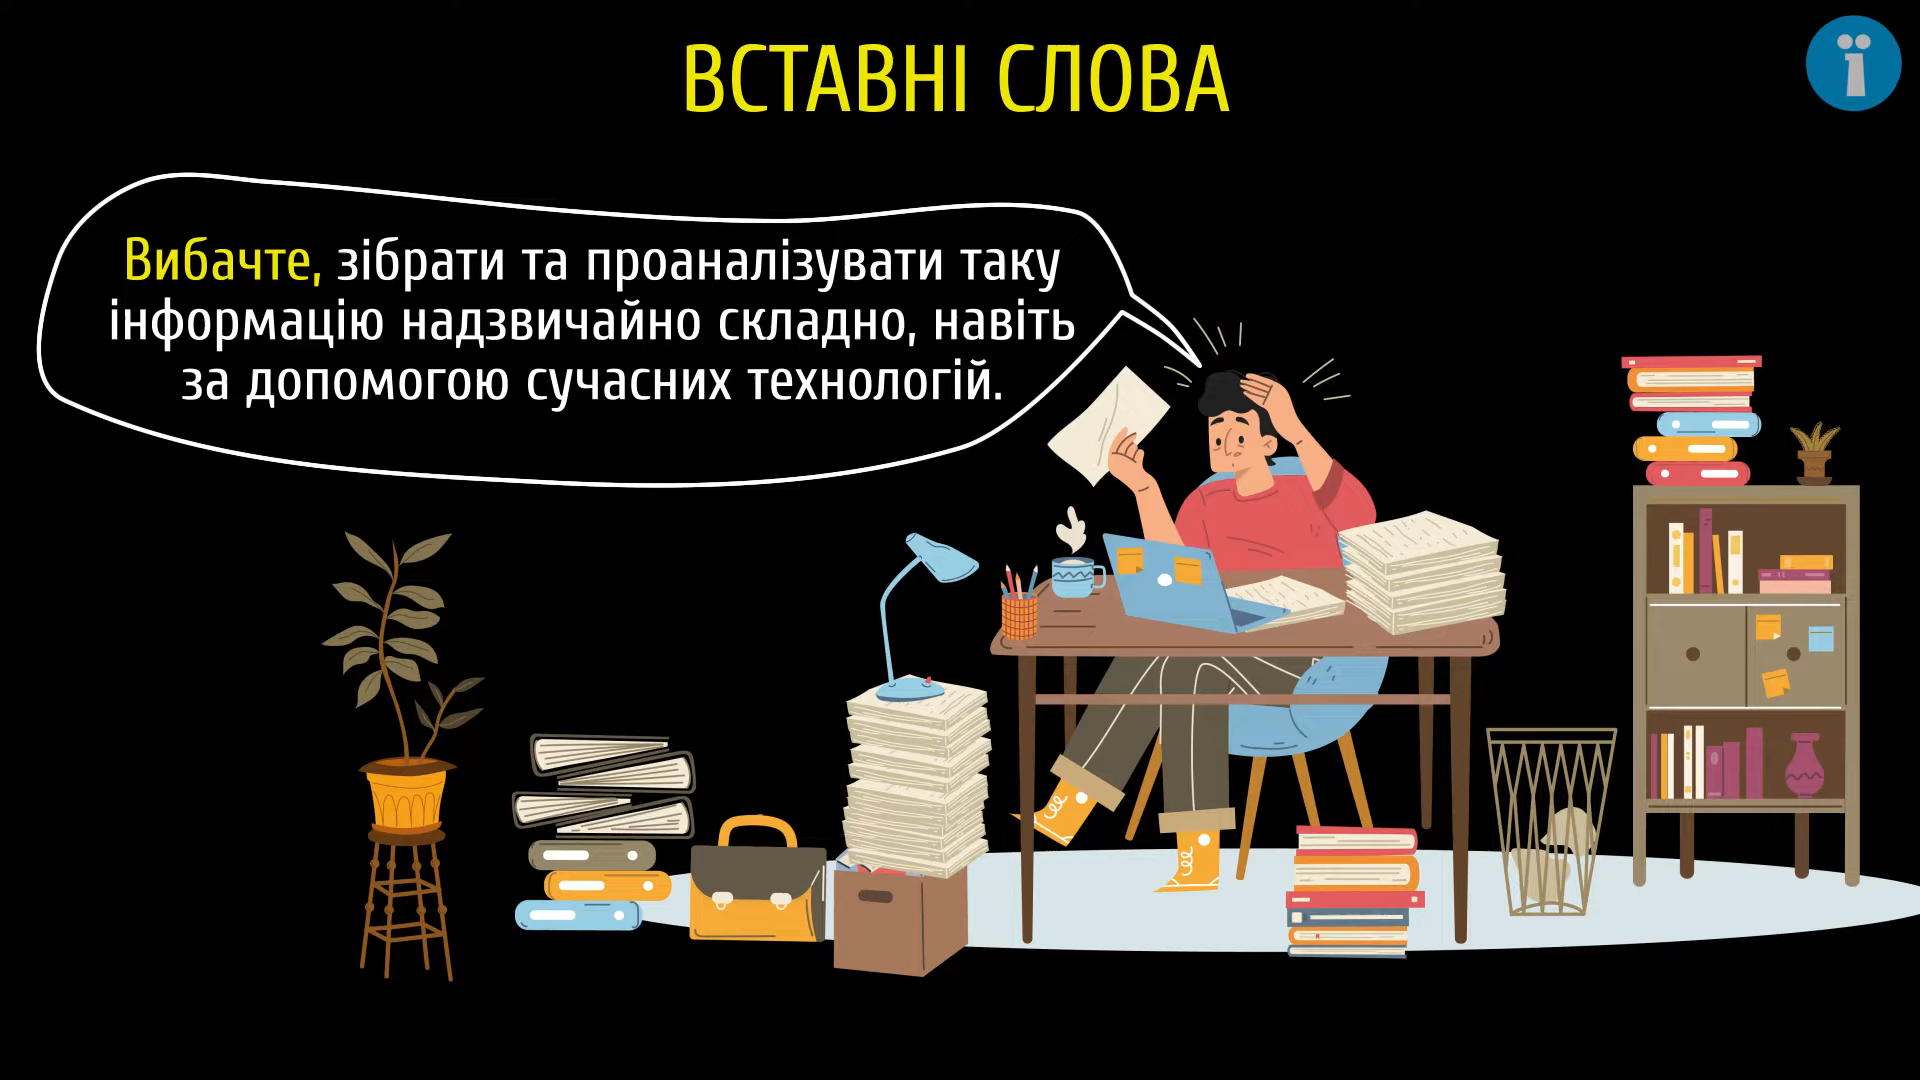 ВСТАВНІ СЛОВА
ї
Вибачте, зібрати та проаналізувати таку
інформацію надзвичайно складно, навіть
за допомогою сучасних технологій.